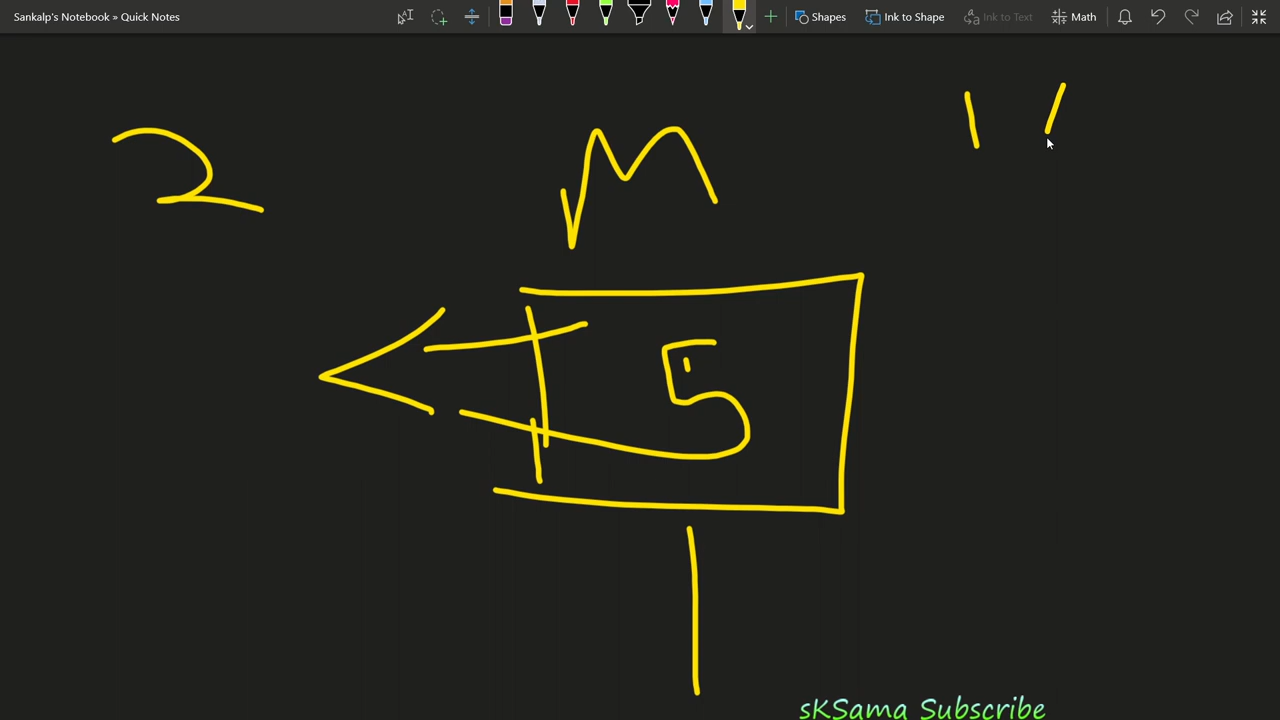 Sankalp's Notebook » Quick Notes
Shapes
Ink to Shape
Ink to Text
Math
2
m
5
sKSama Subscribe